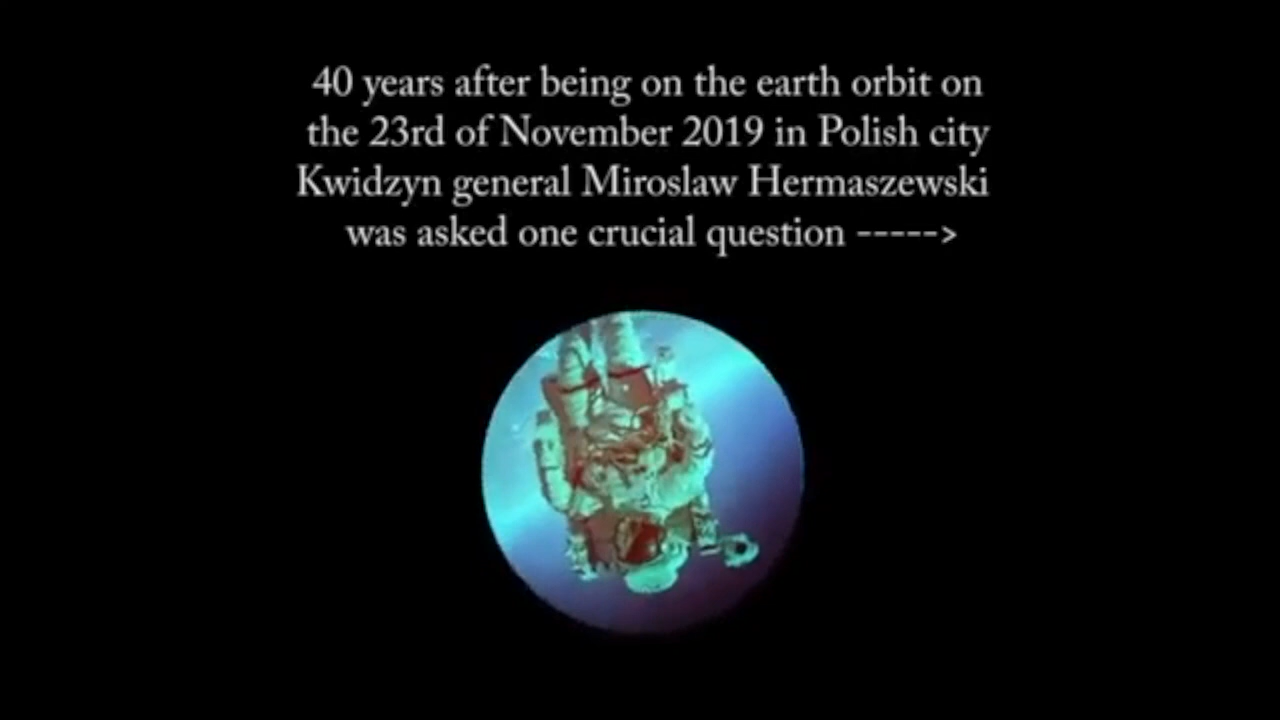 40 years after being on the earth orbit on
the 23rd of November 2019 in Polish city
Kwidzyn general Miroslaw Hermaszewski
was asked one crucial question ----->